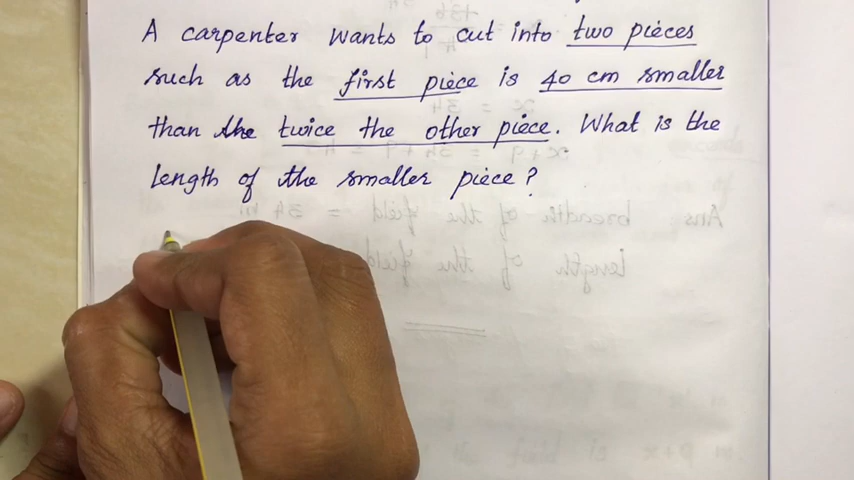 A carpenter wants to cut into two pieces
such as the first piece is 40 cm smaller
than the twice the other piece. What is the
length of the smaller piece?